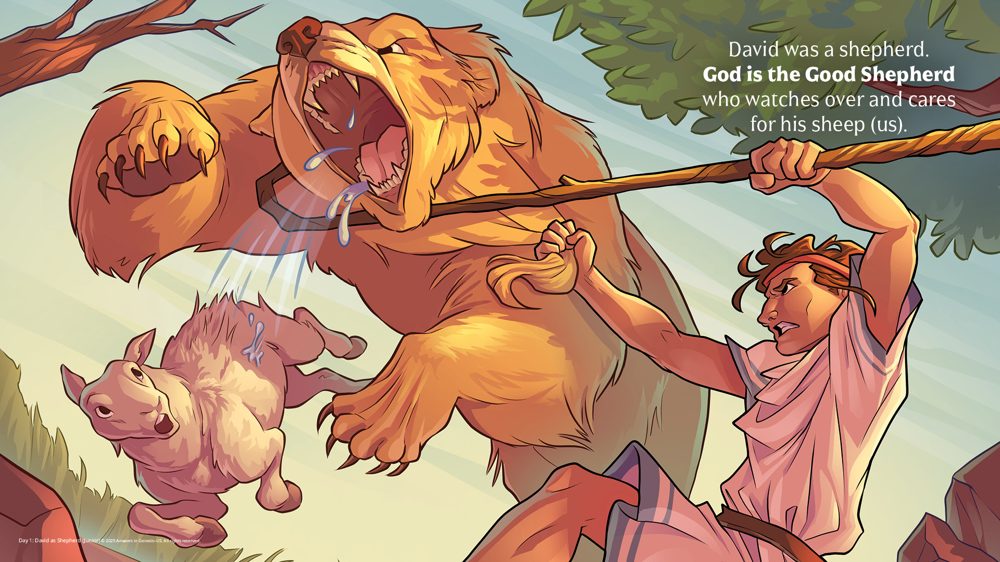 David was a shepherd.
God is the Good Shepherd
who watches over and cares
for his sheep (us).
Day 1: David as Shepherd (Junior) © 2025 Answers in Genesis–US. All rights reserved.